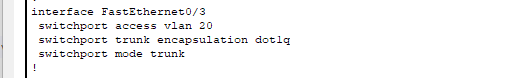 interface FastEthernet0/3
switchport access vlan 20
switchport trunk encapsulation dot1q
switchport mode trunk
!